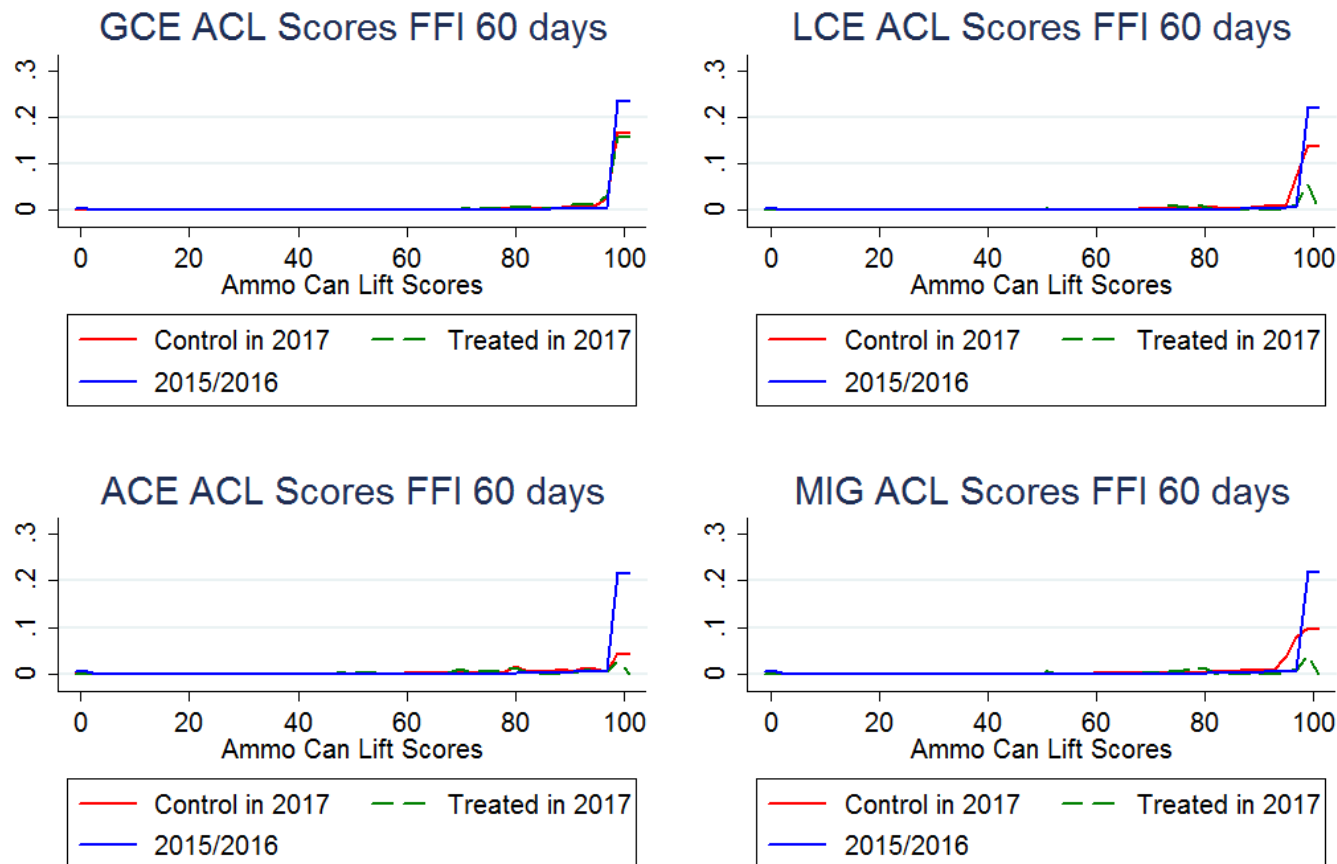 GCE ACL Scores FFI 60 days
.3
.2
.1
0
0 20 40 60 80 100
Ammo Can Lift Scores
Control in 2017 Treated in 2017
2015/2016
LCE ACL Scores FFI 60 days
.3
.2
.1
0
0 20 40 60 80 100
Ammo Can Lift Scores
Control in 2017 Treated in 2017
2015/2016
ACE ACL Scores FFI 60 days
.3
.2
.1
0
0 20 40 60 80 100
Ammo Can Lift Scores
Control in 2017 Treated in 2017
2015/2016
MIG ACL Scores FFI 60 days
.3
.2
.1
0
0 20 40 60 80 100
Ammo Can Lift Scores
Control in 2017 Treated in 2017
2015/2016